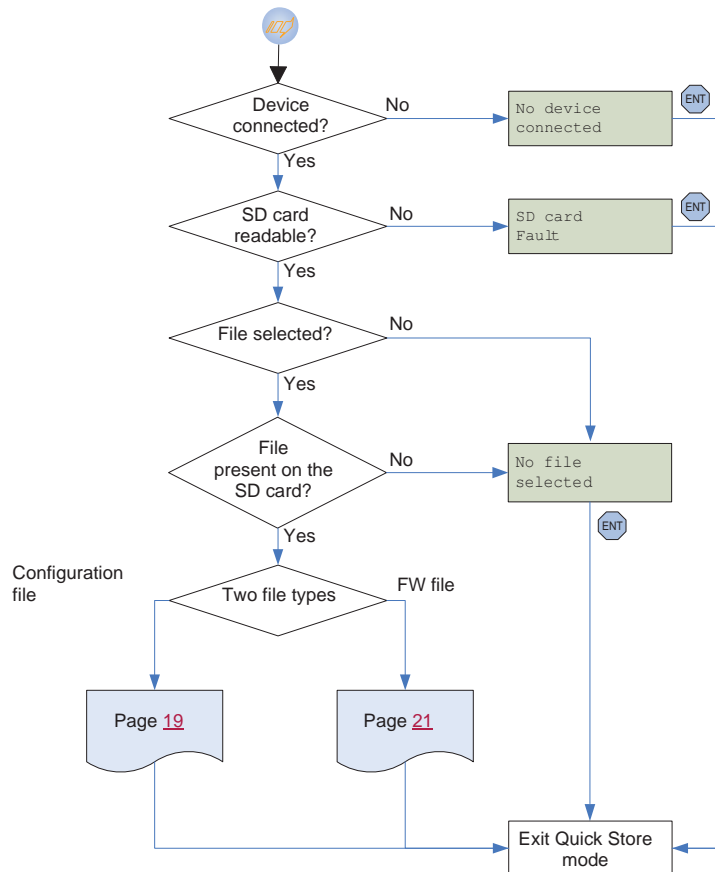 Device
connected?
No
No device
connected
ENT
Yes
SD card
readable?
No
SD card
Fault
ENT
Yes
File selected?
No
Yes
File
present on the
SD card?
No
No file
selected
ENT
Yes
Configuration
file
Two file types
FW file
Page 19
Page 21
Exit Quick Store
mode